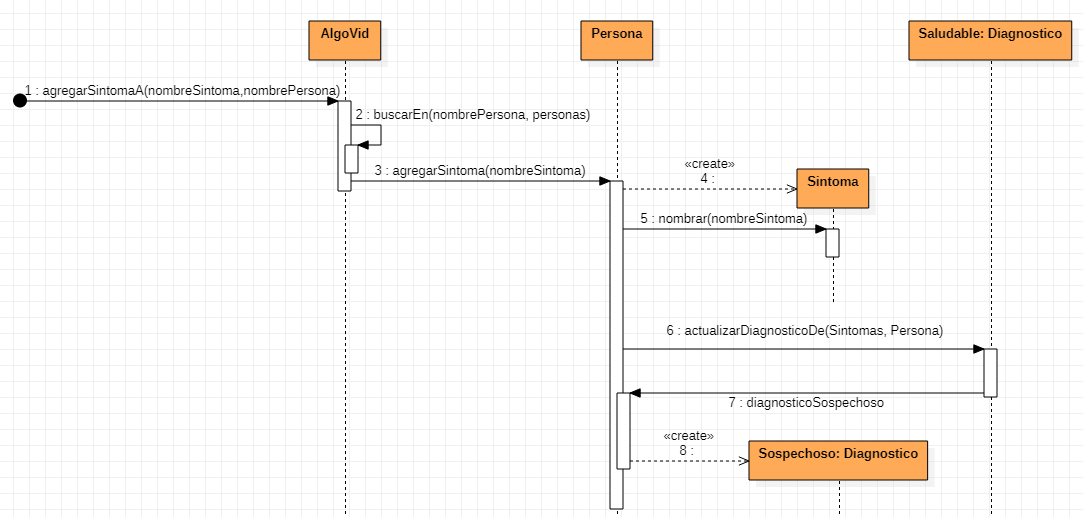 AlgoVid
Persona
Saludable: Diagnostico
1 : agregarSintomaA(nombreSintoma,nombrePersona)
2 : buscarEn(nombrePersona, personas)
3 : agregarSintoma(nombreSintoma)
«create»
4 :
Sintoma
5 : nombrar(nombreSintoma)
6 : actualizarDiagnosticoDe(Sintomas, Persona)
7 : diagnosticoSospechoso
«create»
8 :
Sospechoso: Diagnostico